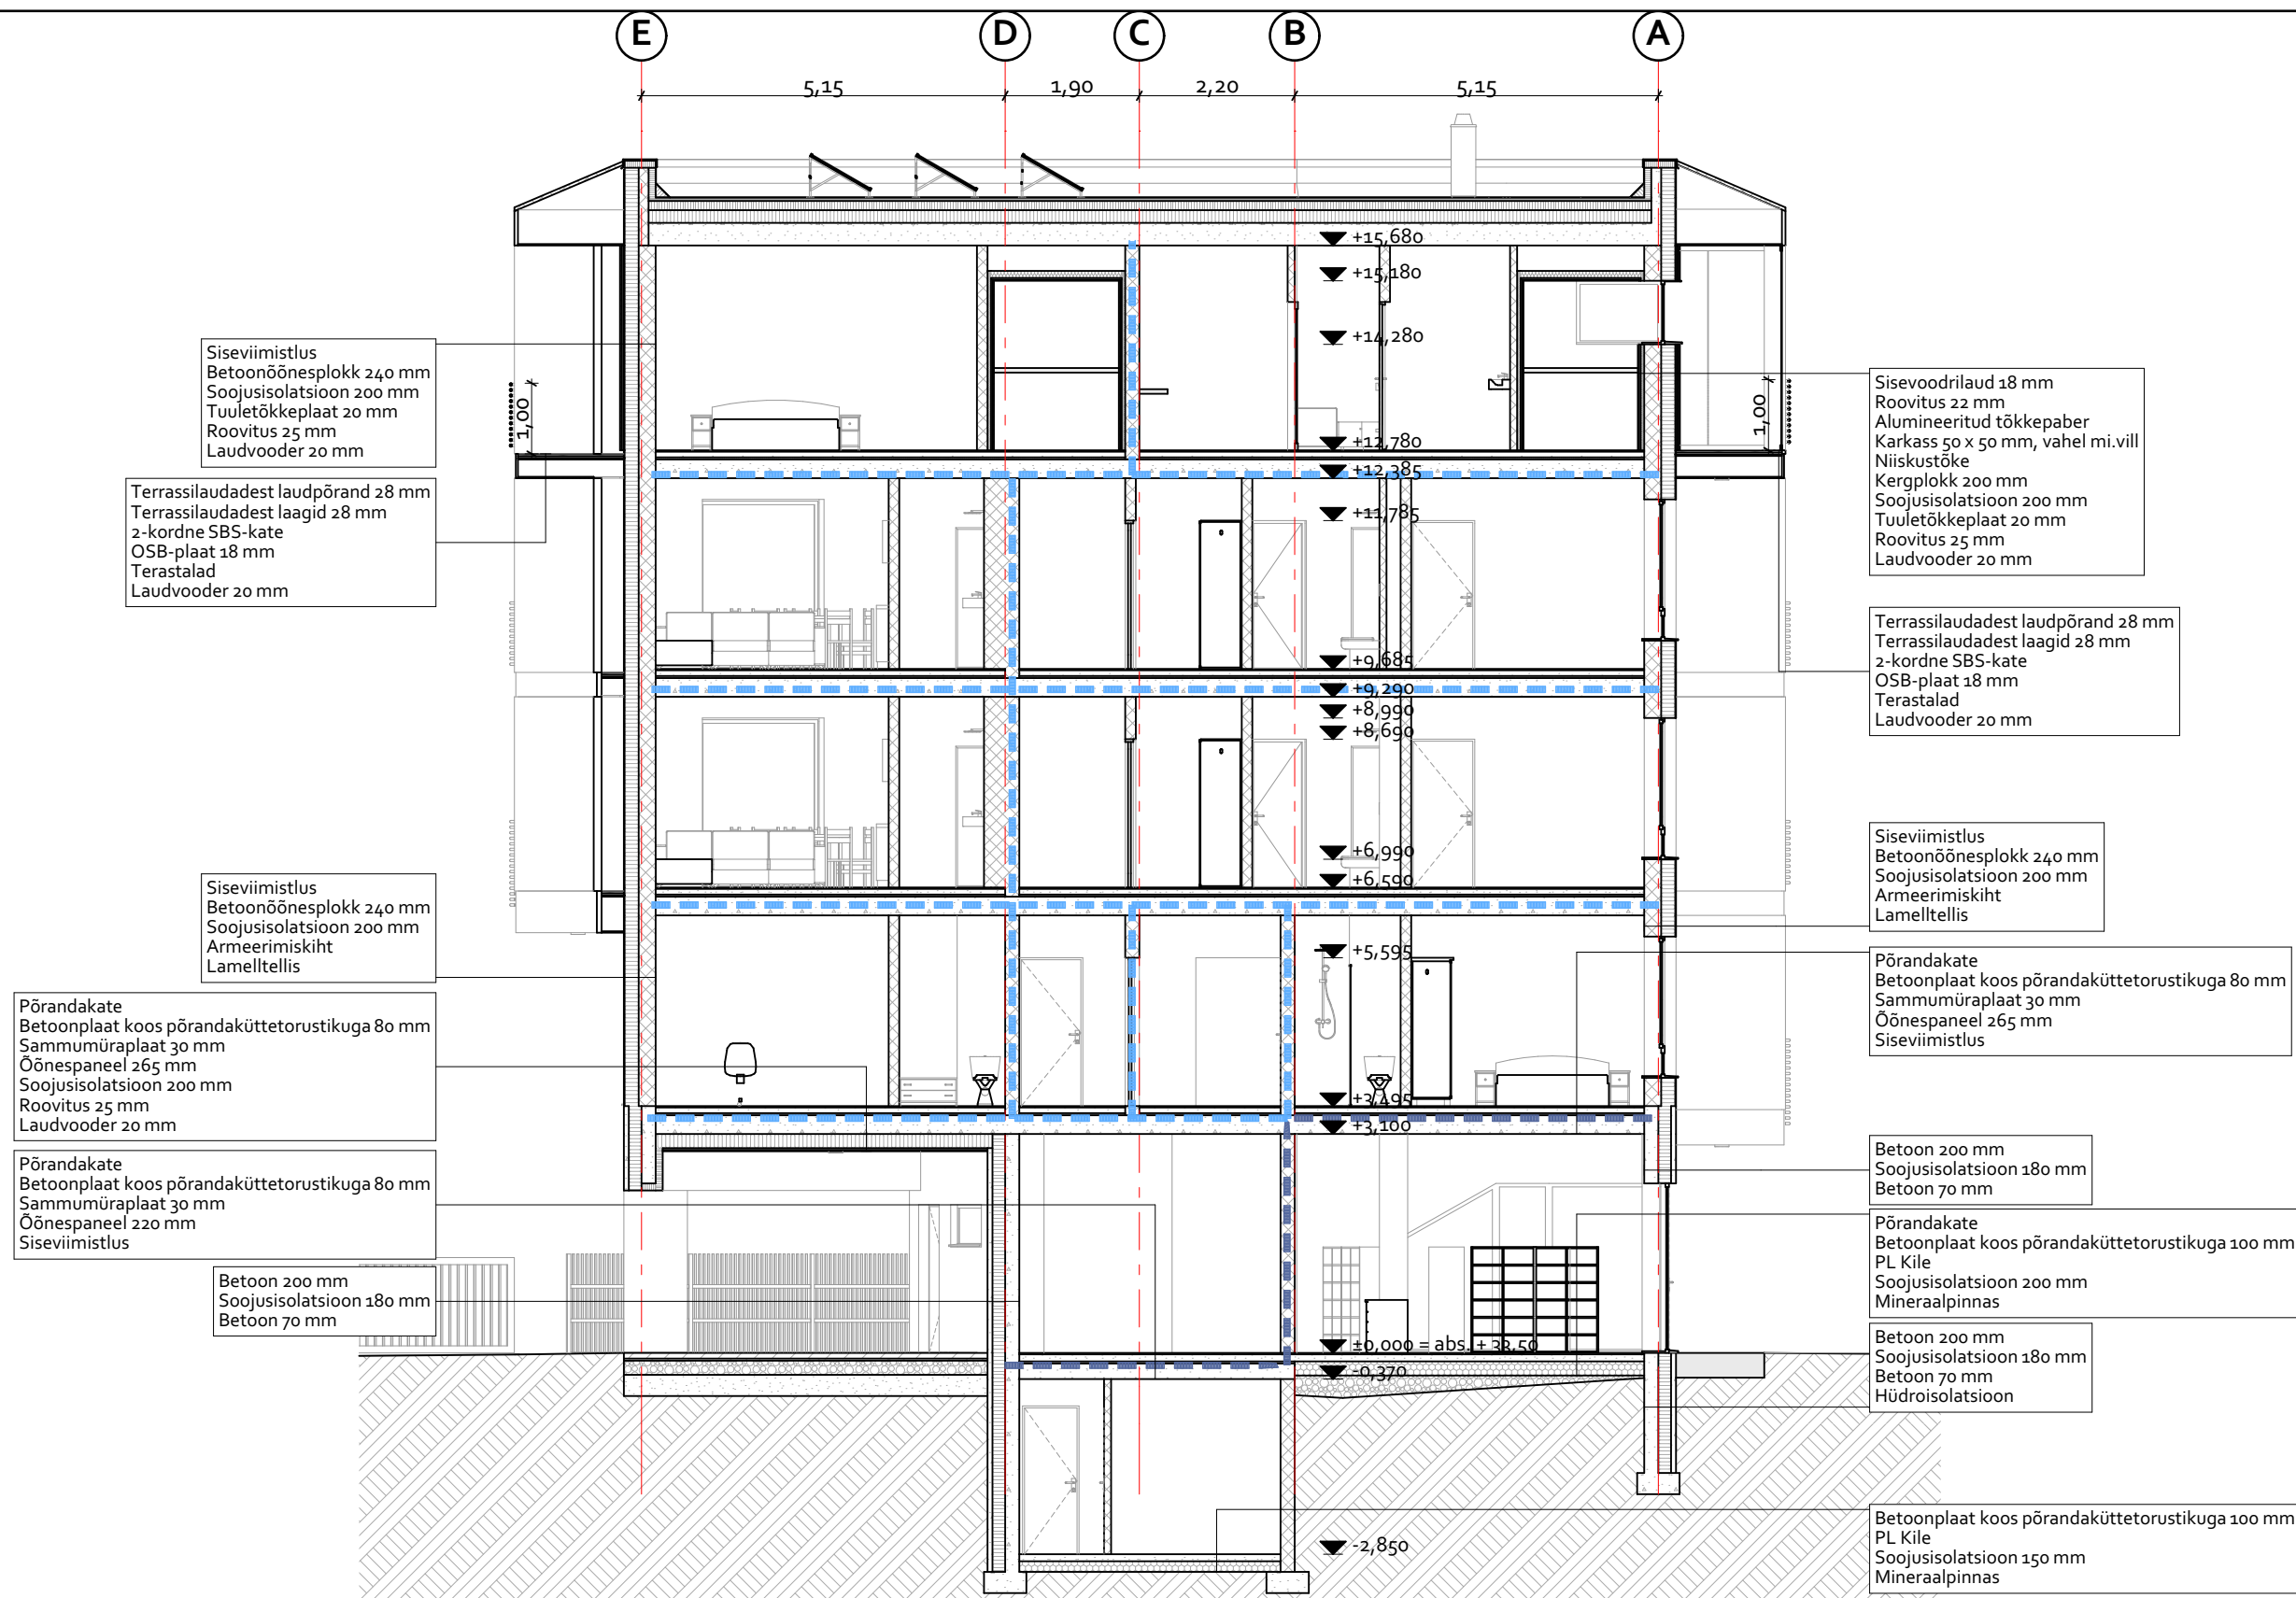 E
D
C
B
A
5,15
1,90
2,20
5,15
+15,680
+15,180
+14,280
+12,780
+12,385
+11,785
+9,685
+9,290
+8,990
+8,690
+6,990
+6,590
+5,595
+3,495
+3,100
±0,000 = abs. + 33,50
-0,370
-2,850
1,00
1,00
Siseviimistlus
Betoonõõnesplokk 240 mm
Soojusisolatsioon 200 mm
Tuuletõkkeplaat 20 mm
Roovitus 25 mm
Laudvooder 20 mm
Terrassilaudadest laudpõrand 28 mm
Terrassilaudadest laagid 28 mm
2-kordne SBS-kate
OSB-plaat 18 mm
Terastalad
Laudvooder 20 mm
Siseviimistlus
Betoonõõnesplokk 240 mm
Soojusisolatsioon 200 mm
Armeerimiskiht
Lamelltellis
Põrandakate
Betoonplaat koos põrandaküttetorustikuga 80 mm
Sammumüraplaat 30 mm
Õõnespaneel 265 mm
Soojusisolatsioon 200 mm
Roovitus 25 mm
Laudvooder 20 mm
Põrandakate
Betoonplaat koos põrandaküttetorustikuga 80 mm
Sammumüraplaat 30 mm
Õõnespaneel 220 mm
Siseviimistlus
Betoon 200 mm
Soojusisolatsioon 180 mm
Betoon 70 mm
Sisevoodrilaud 18 mm
Roovitus 22 mm
Alumineeritud tõkkepaber
Karkass 50 x 50 mm, vahel mi.vill
Niiskustõke
Kergplokk 200 mm
Soojusisolatsioon 200 mm
Tuuletõkkeplaat 20 mm
Roovitus 25 mm
Laudvooder 20 mm
Terrassilaudadest laudpõrand 28 mm
Terrassilaudadest laagid 28 mm
2-kordne SBS-kate
OSB-plaat 18 mm
Terastalad
Laudvooder 20 mm
Siseviimistlus
Betoonõõnesplokk 240 mm
Soojusisolatsioon 200 mm
Armeerimiskiht
Lamelltellis
Põrandakate
Betoonplaat koos põrandaküttetorustikuga 80 mm
Sammumüraplaat 30 mm
Õõnespaneel 265 mm
Siseviimistlus
Betoon 200 mm
Soojusisolatsioon 180 mm
Betoon 70 mm
Põrandakate
Betoonplaat koos põrandaküttetorustikuga 100 mm
PL Kile
Soojusisolatsioon 200 mm
Mineraalpinnas
Betoon 200 mm
Soojusisolatsioon 180 mm
Betoon 70 mm
Hüdroisolatsioon
Betoonplaat koos põrandaküttetorustikuga 100 mm
PL Kile
Soojusisolatsioon 150 mm
Mineraalpinnas